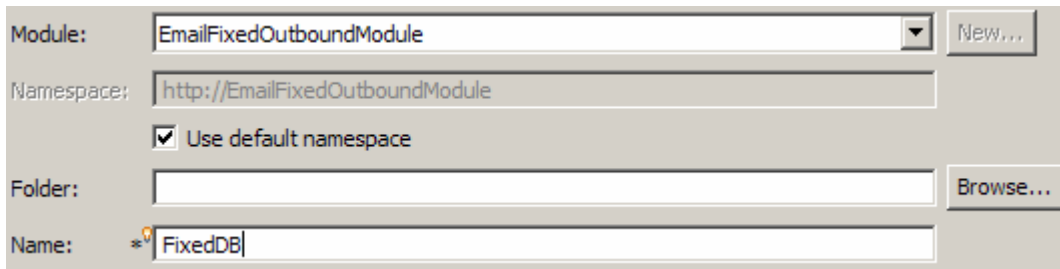 Module: EmailFixedOutboundModule New...
Namespace: http://EmailFixedOutboundModule
Use default namespace
Folder: Browse...
Name: * FixedDB